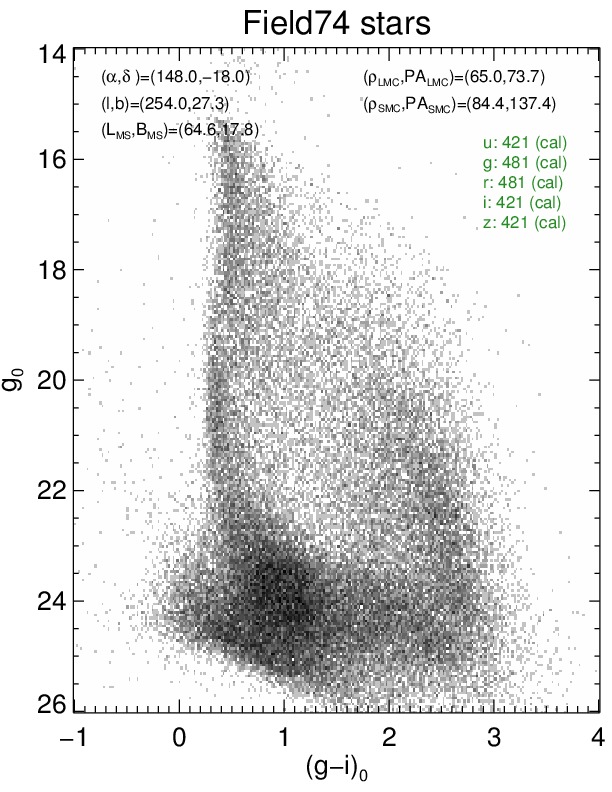 Field74 stars
14
(α,δ )=(148.0,−18.0)
(ρLMC,PALMC)=(65.0,73.7)
(l,b)=(254.0,27.3)
(ρSMC,PASMC)=(84.4,137.4)
(LMS,BMS)=(64.6,17.8)
u: 421 (cal)
16
g: 481 (cal)
r: 481 (cal)
i: 421 (cal)
z: 421 (cal)
18
g0
20
22
24
26
−1 0 1 2 3 4
(g−i)0